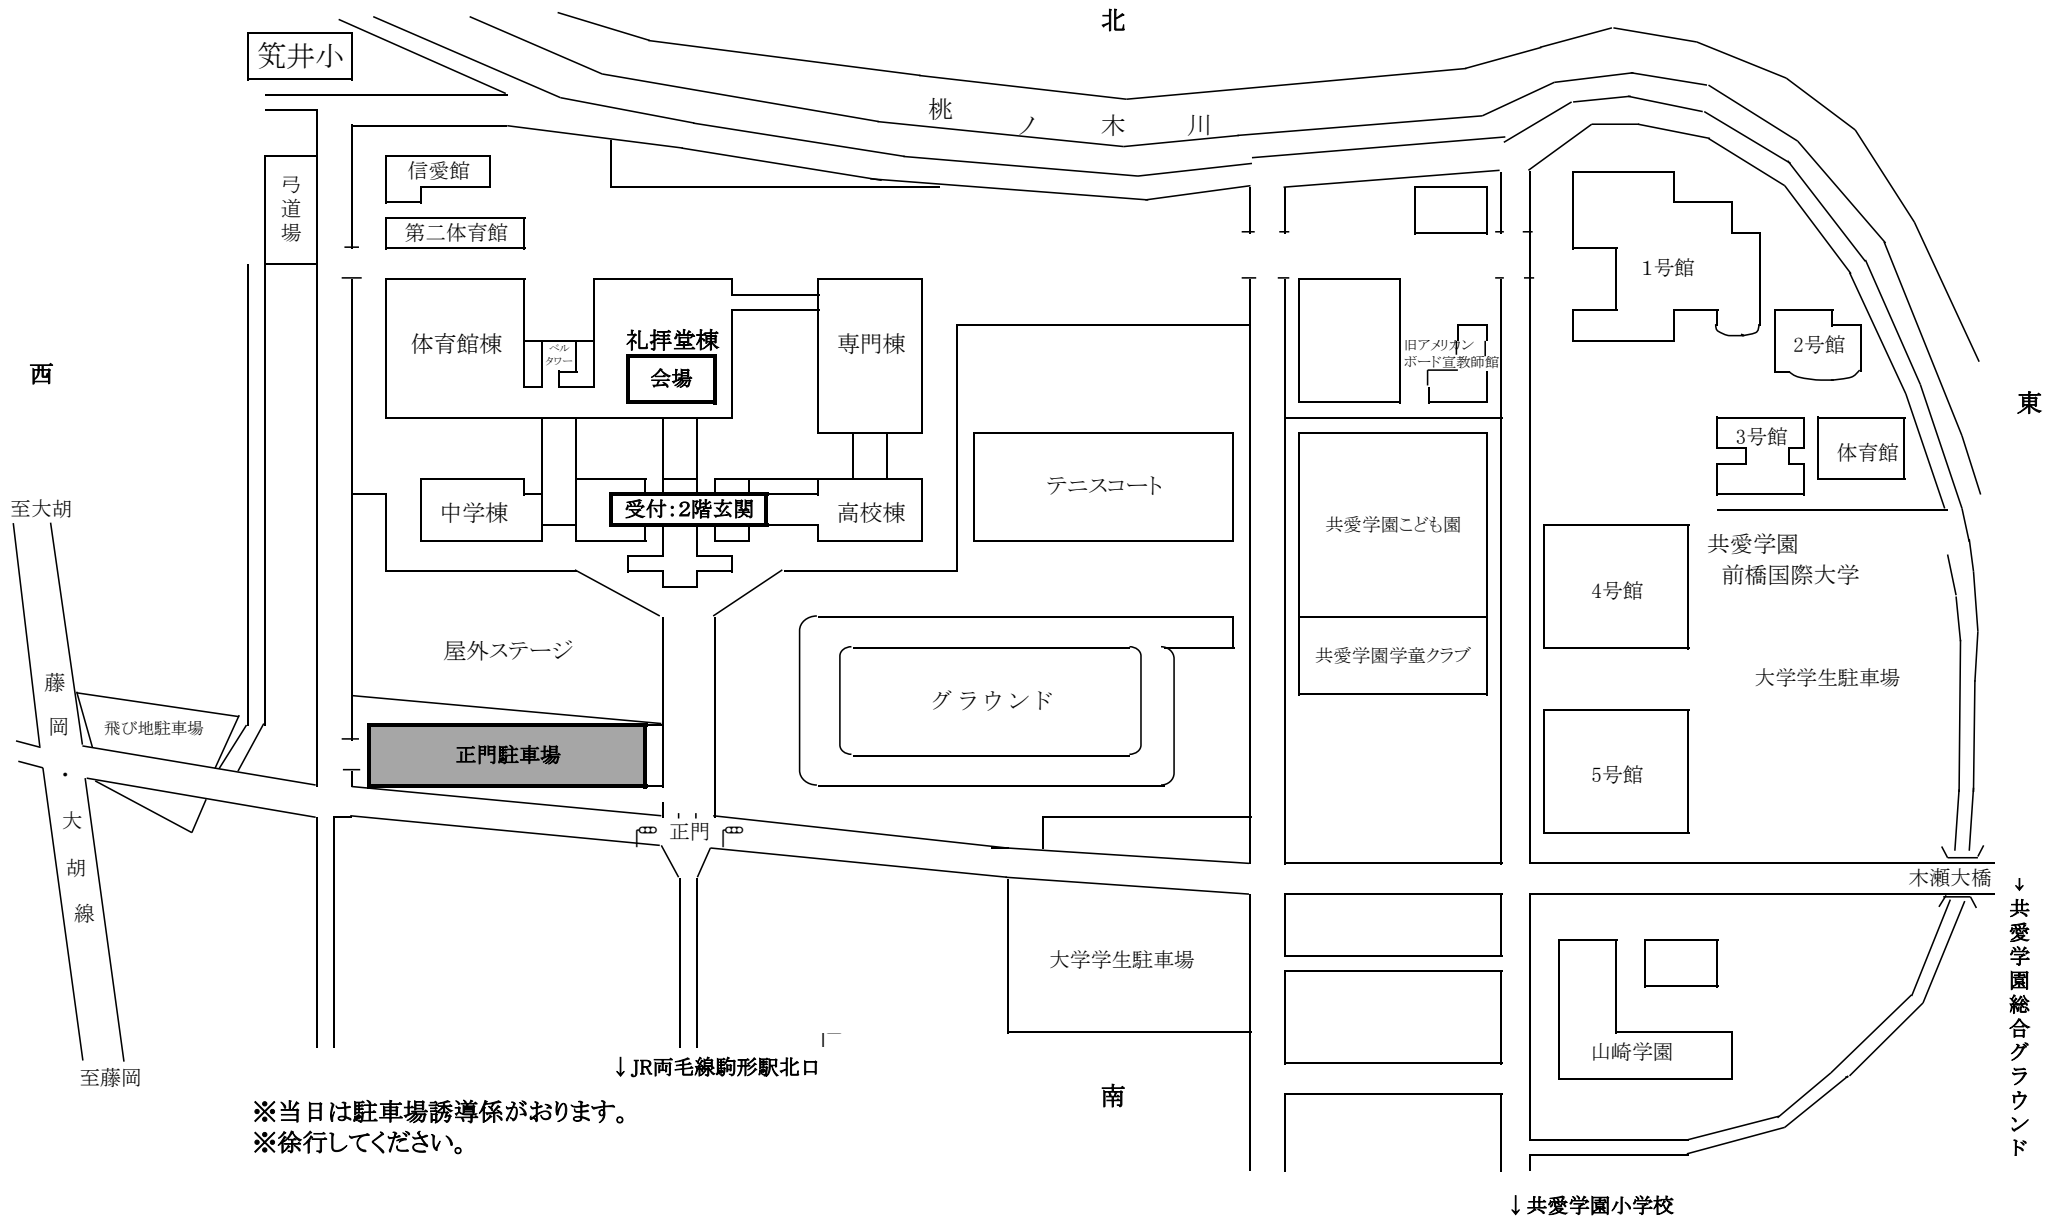 北
笂井小
桃ノ木川
弓道場
信愛館
第二体育館
1号館
体育館棟
ベル
タワー
礼拝堂棟
会場
専門棟
旧アメリカン
ボード宣教師館
2号館
西
東
3号館
体育館
至大胡
中学棟
受付：2階玄関
高校棟
テニスコート
共愛学園こども園
共愛学園
前橋国際大学
4号館
屋外ステージ
共愛学園学童クラブ
大学学生駐車場
藤岡・大胡線
飛び地駐車場
正門駐車場
グラウンド
5号館
正門
木瀬大橋
↓共愛学園総合グラウンド
大学学生駐車場
山崎学園
至藤岡
↓JR両毛線駒形駅北口
南
※当日は駐車場誘導係がおります。
※徐行してください。
↓共愛学園小学校